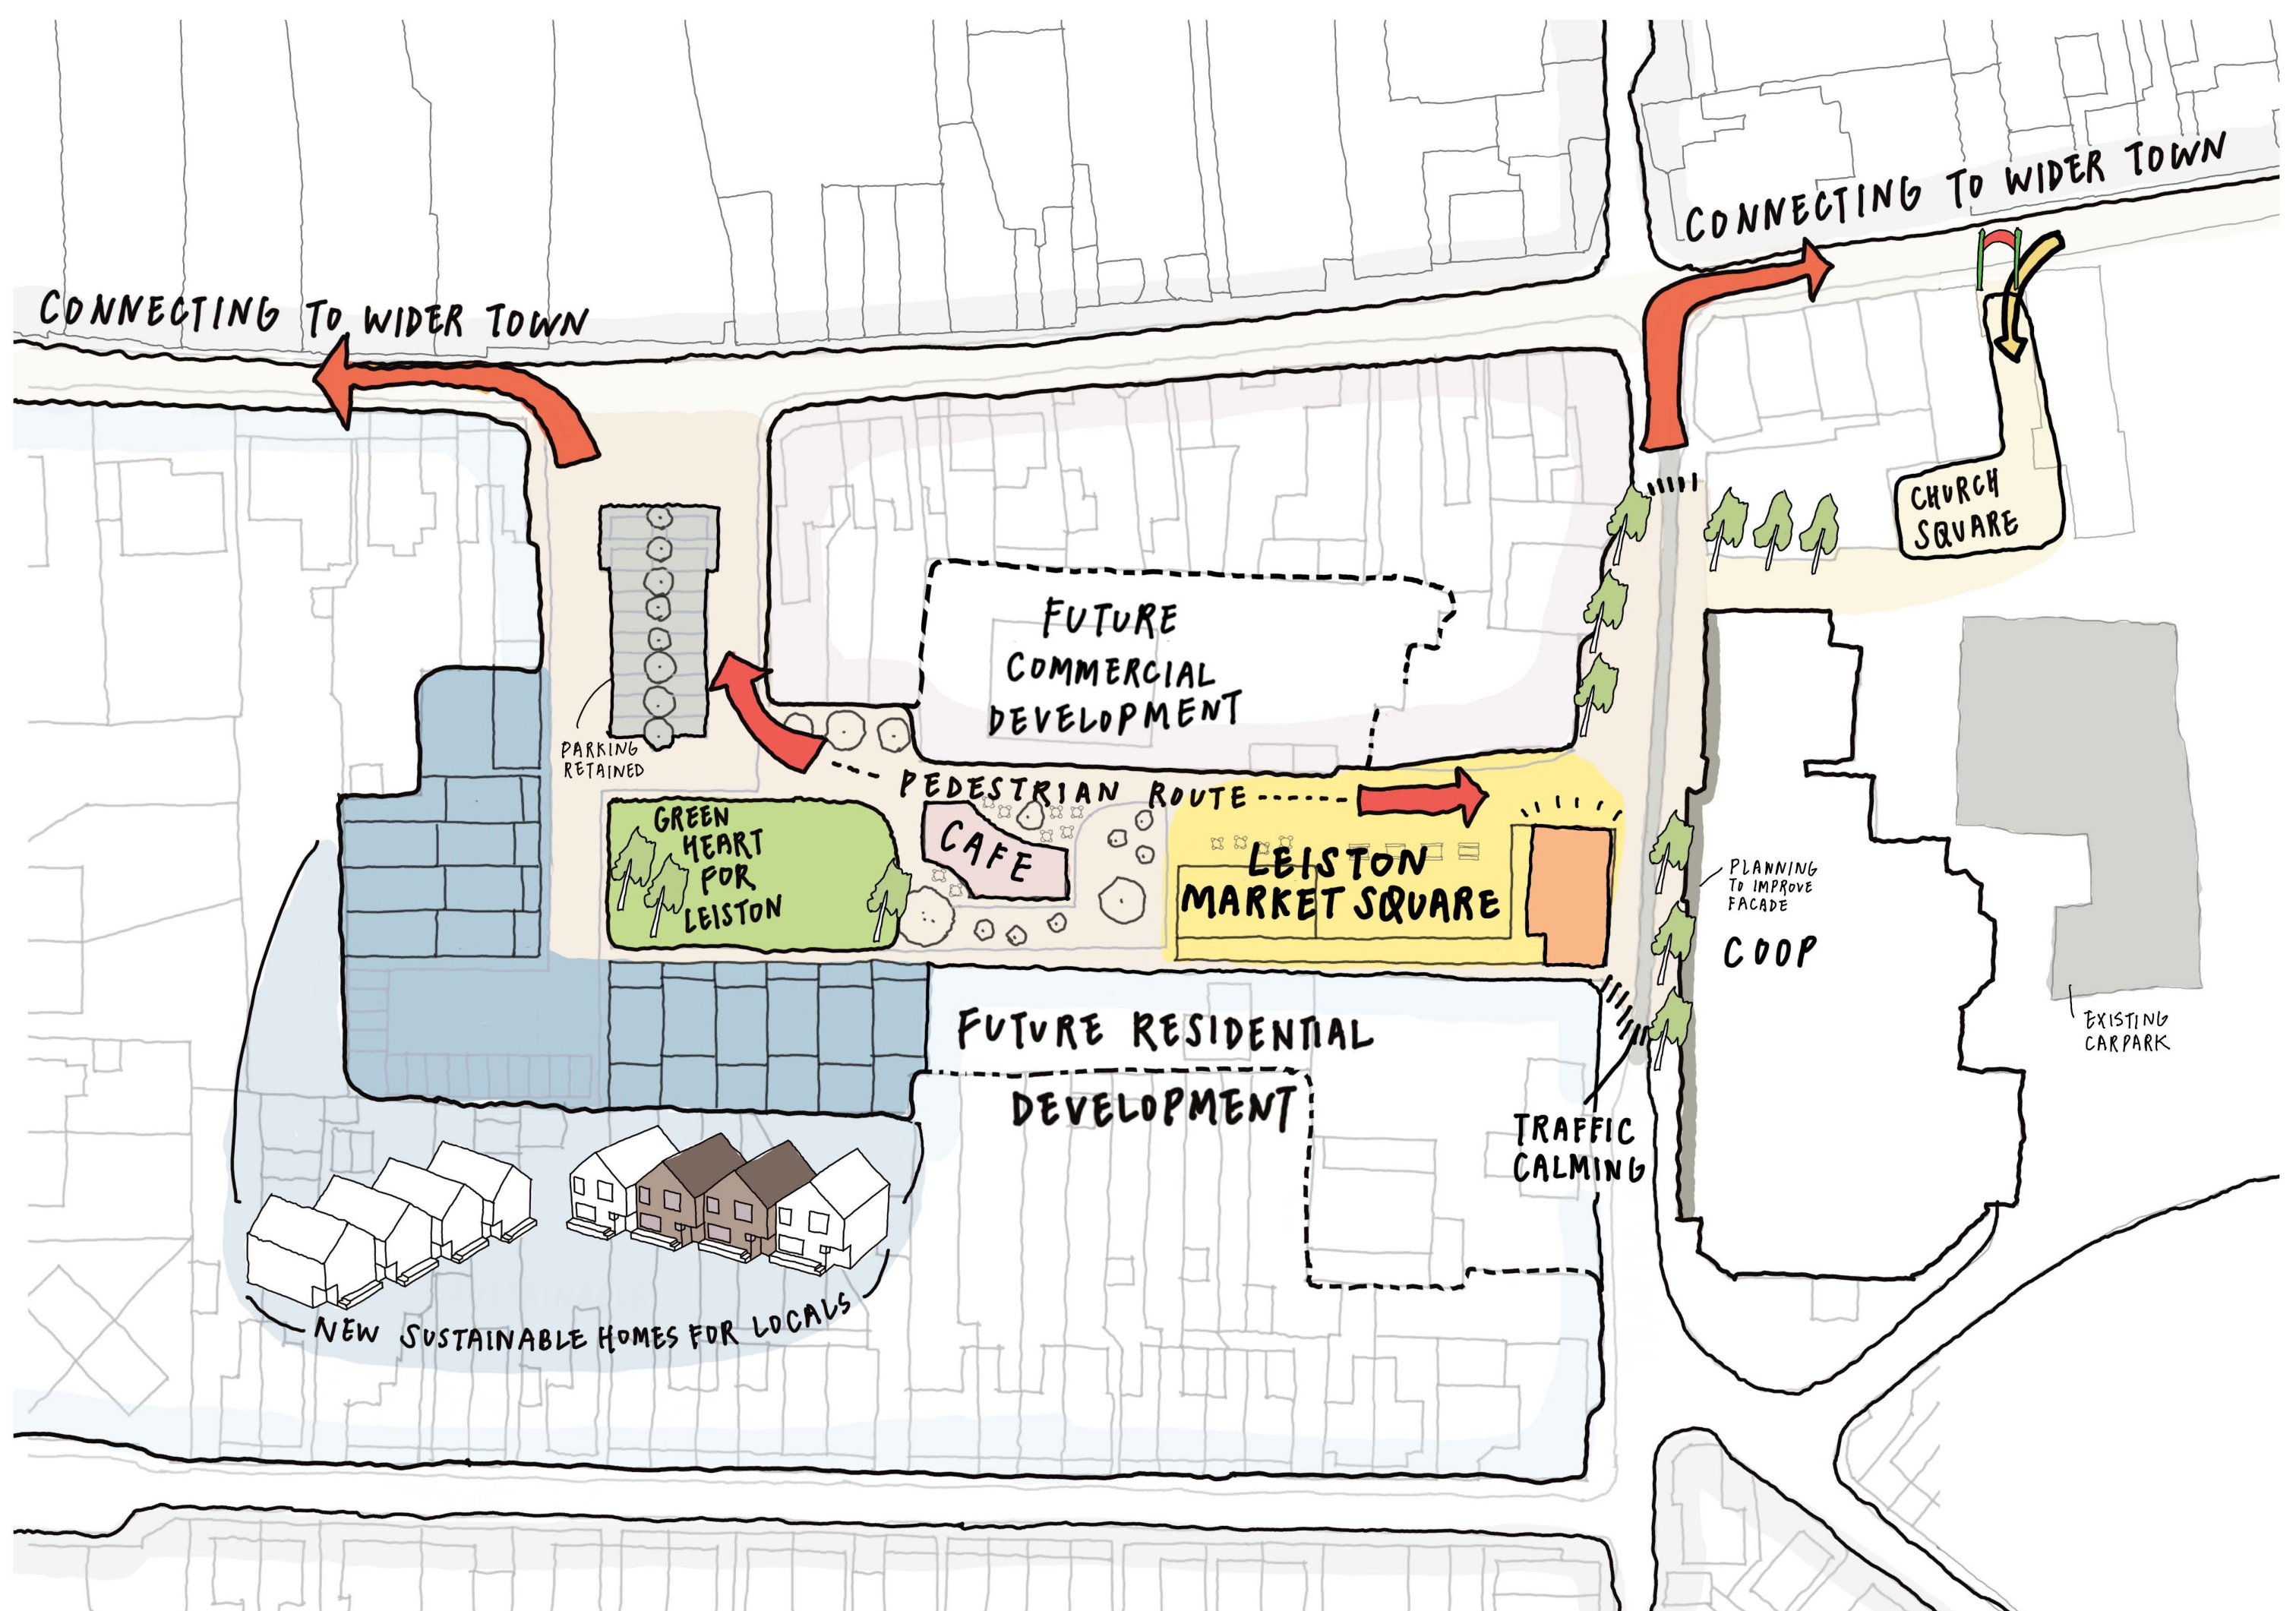 CONNECTING TO WIDER TOWN
CONNECTING TO WIDER TOWN
CHURCH
SQUARE
FUTURE
COMMERCIAL
DEVELOPMENT
PARKING
RETAINED
PEDESTRIAN ROUTE
GREEN
HEART
FOR
LEISTON
CAFE
LEISTON
MARKET SQUARE
PLANNING
TO IMPROVE
FACADE
COOP
EXISTING
CARPARK
FUTURE RESIDENTIAL
DEVELOPMENT
TRAFFIC
CALMING
NEW SUSTAINABLE HOMES FOR LOCALS